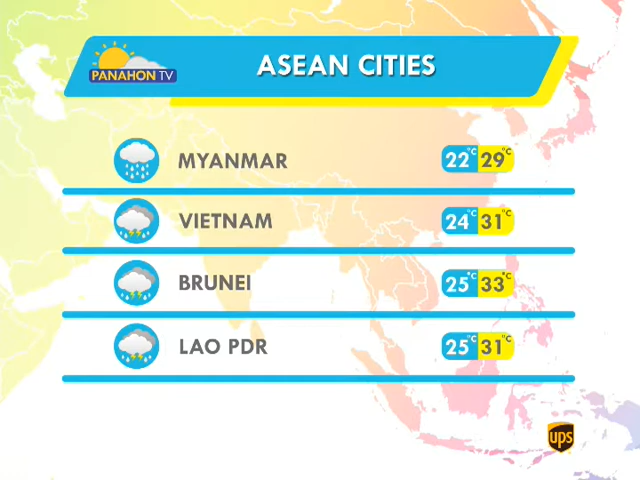 PANAHON TV
ASEAN CITIES
MYANMAR 22°C 29°C
VIETNAM 24°C 31°C
BRUNEI 25°C 33°C
LAO PDR 25°C 31°C
ups